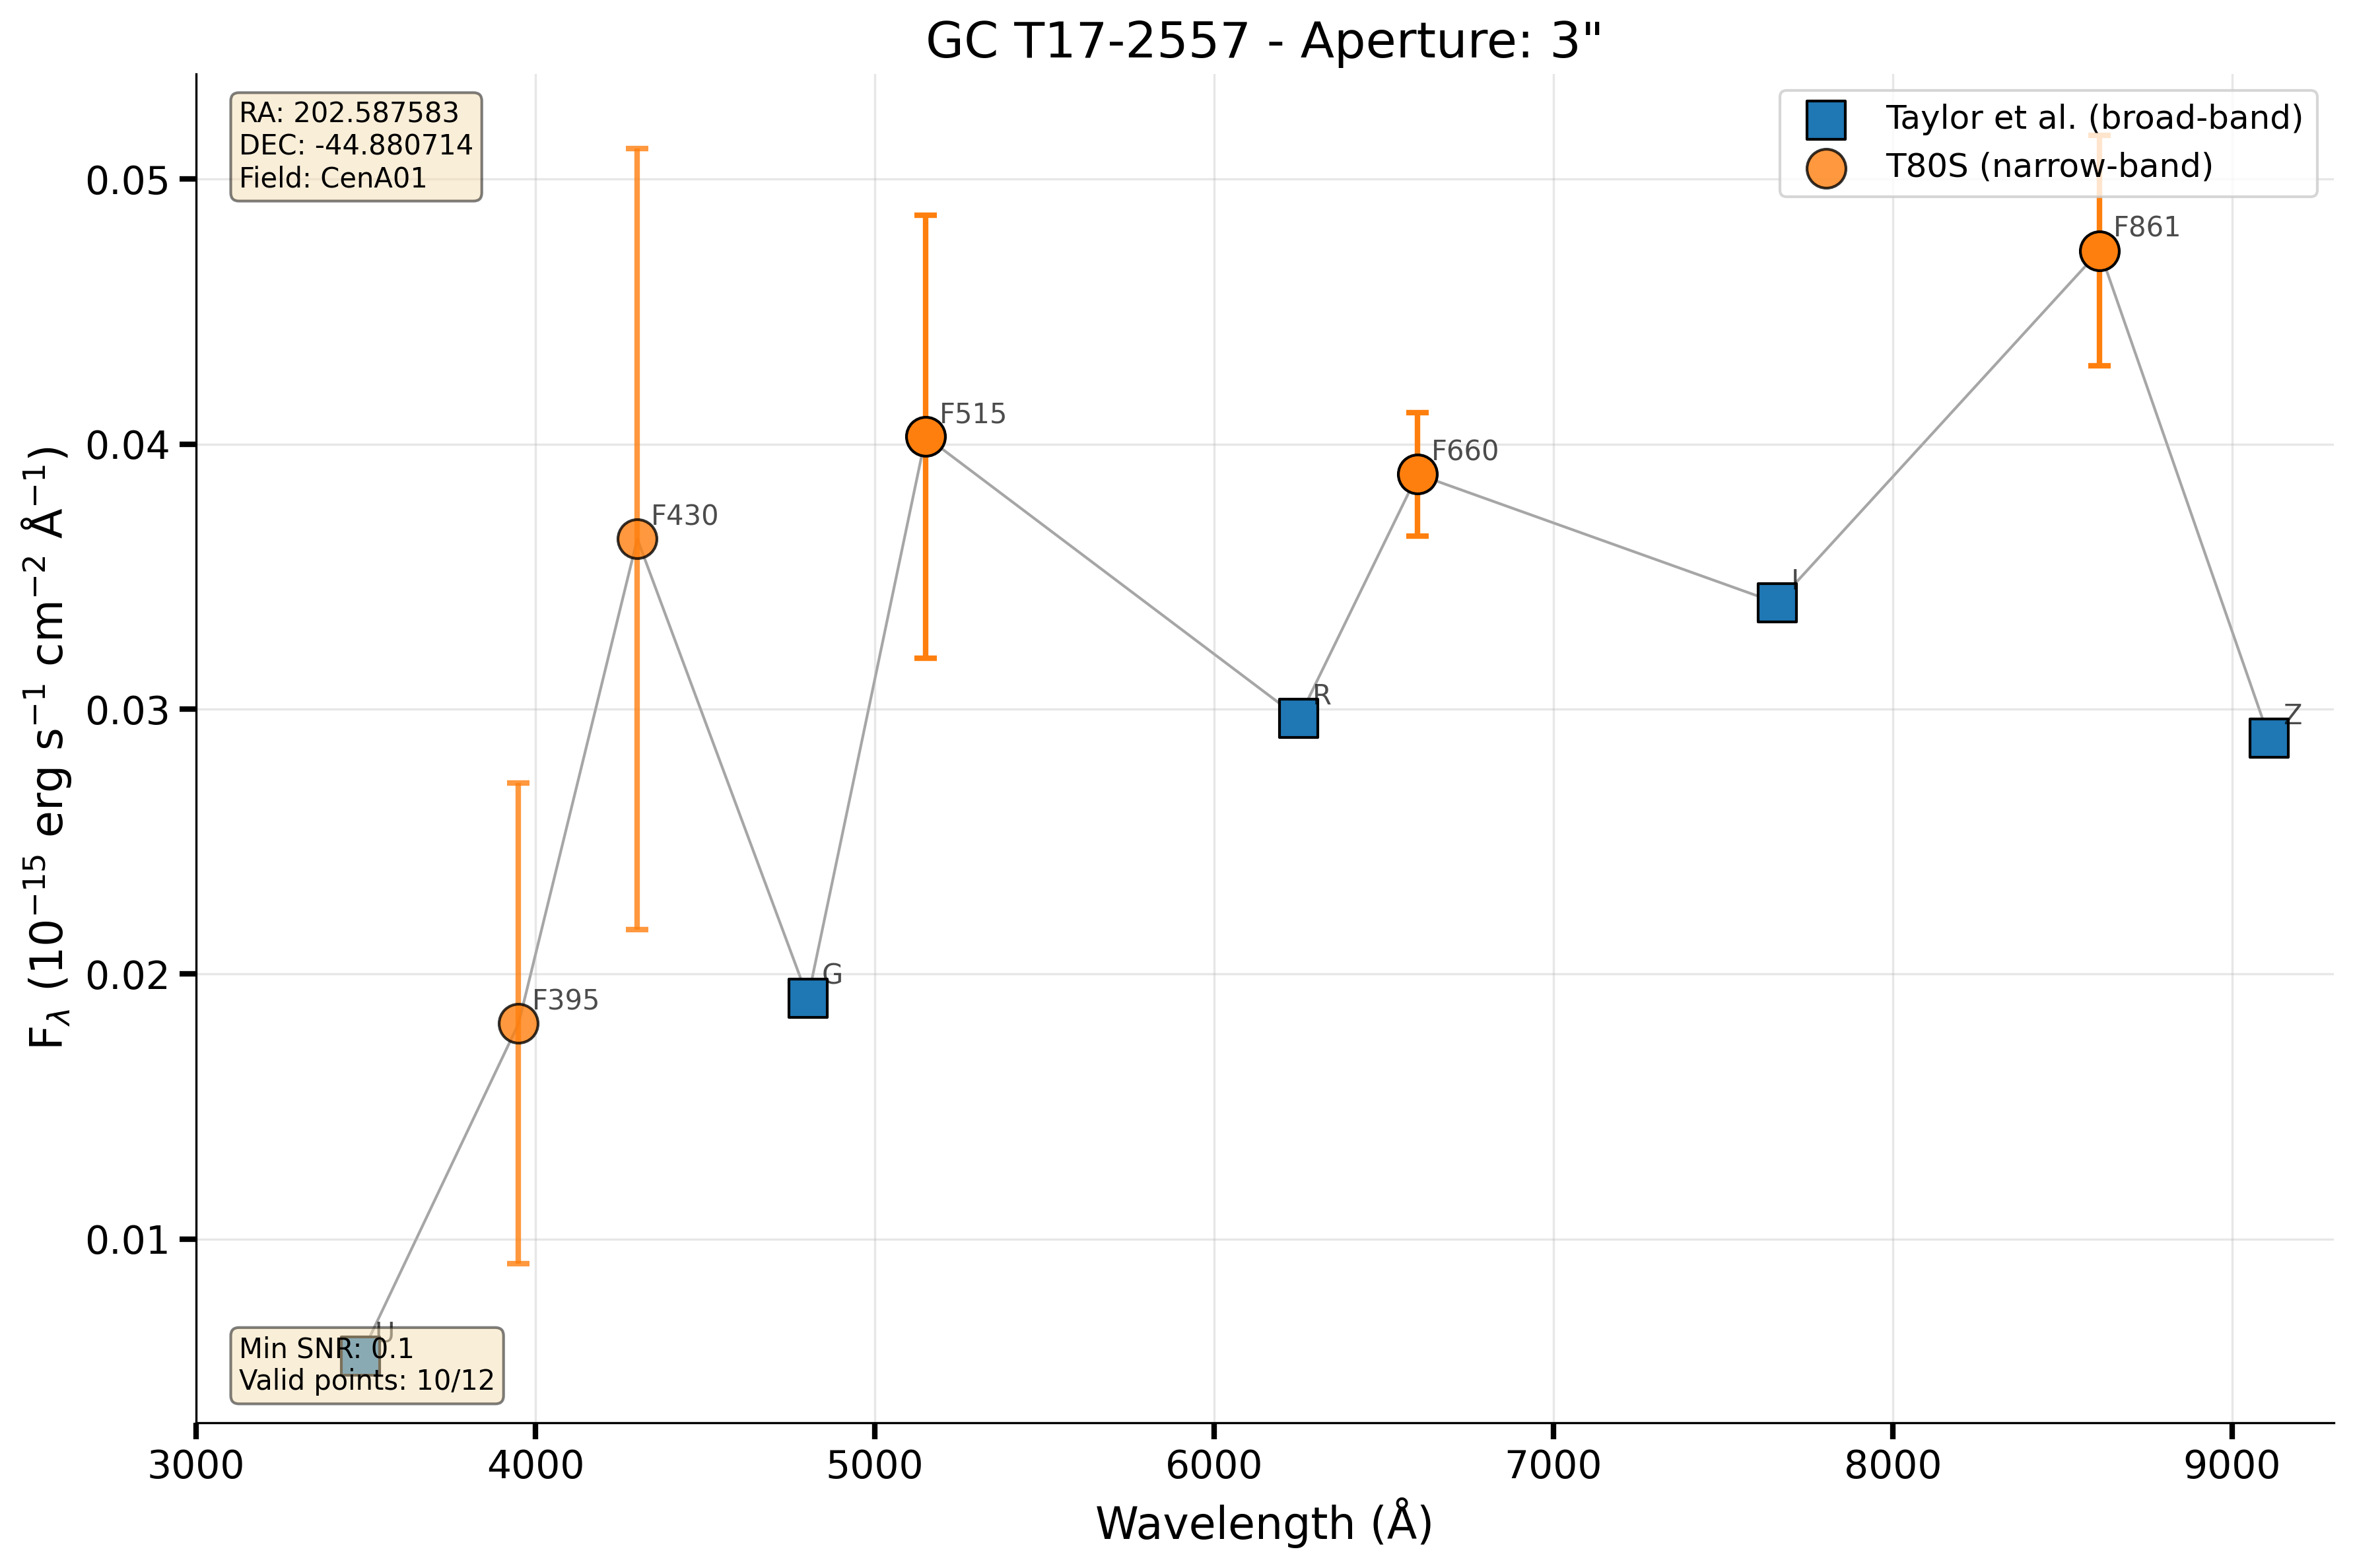 GC T17-2557 - Aperture: 3"
RA: 202.587583
DEC: -44.880714
Field: CenA01
Taylor et al. (broad-band)
T80S (narrow-band)
F861
F515
F660
F430
I
R
Z
G
F395
U
Min SNR: 0.1
Valid points: 10/12
0.05
0.04
0.03
0.02
0.01
F_λ (10⁻¹⁵ erg s⁻¹ cm⁻² Å⁻¹)
3000 4000 5000 6000 7000 8000 9000
Wavelength (Å)